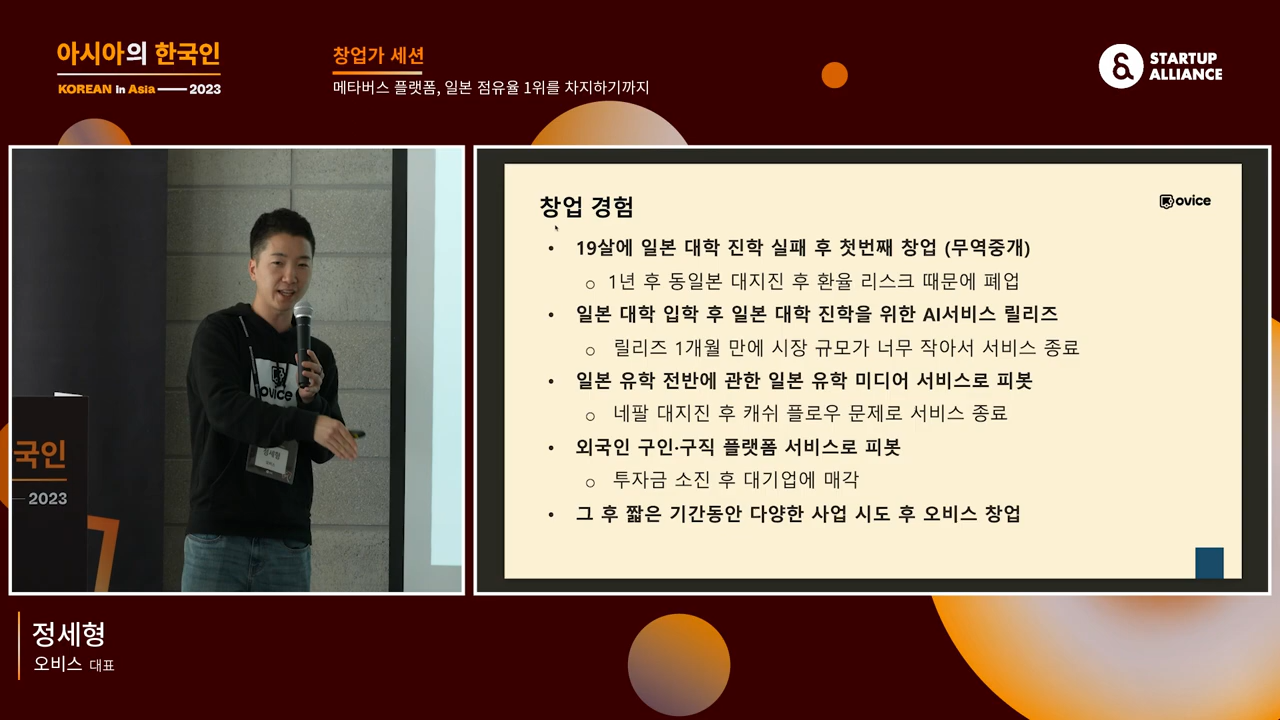 아시아의 한국인
KOREAN in Asia 2023
창업가 세션
메타버스 플랫폼, 일본 점유율 1위를 차지하기까지
STARTUP
ALLIANCE
국인
2023
ovice
정세형
창업 경험
ovice
• 19살에 일본 대학 진학 실패 후 첫번째 창업 (무역중개)
○ 1년 후 동일본 대지진 후 환율 리스크 때문에 폐업
• 일본 대학 입학 후 일본 대학 진학을 위한 AI서비스 릴리즈
○ 릴리즈 1개월 만에 시장 규모가 너무 작아서 서비스 종료
• 일본 유학 전반에 관한 일본 유학 미디어 서비스로 피봇
○ 네팔 대지진 후 캐쉬 플로우 문제로 서비스 종료
• 외국인 구인·구직 플랫폼 서비스로 피봇
○ 투자금 소진 후 대기업에 매각
• 그 후 짧은 기간동안 다양한 사업 시도 후 오비스 창업
정세형
오비스 대표